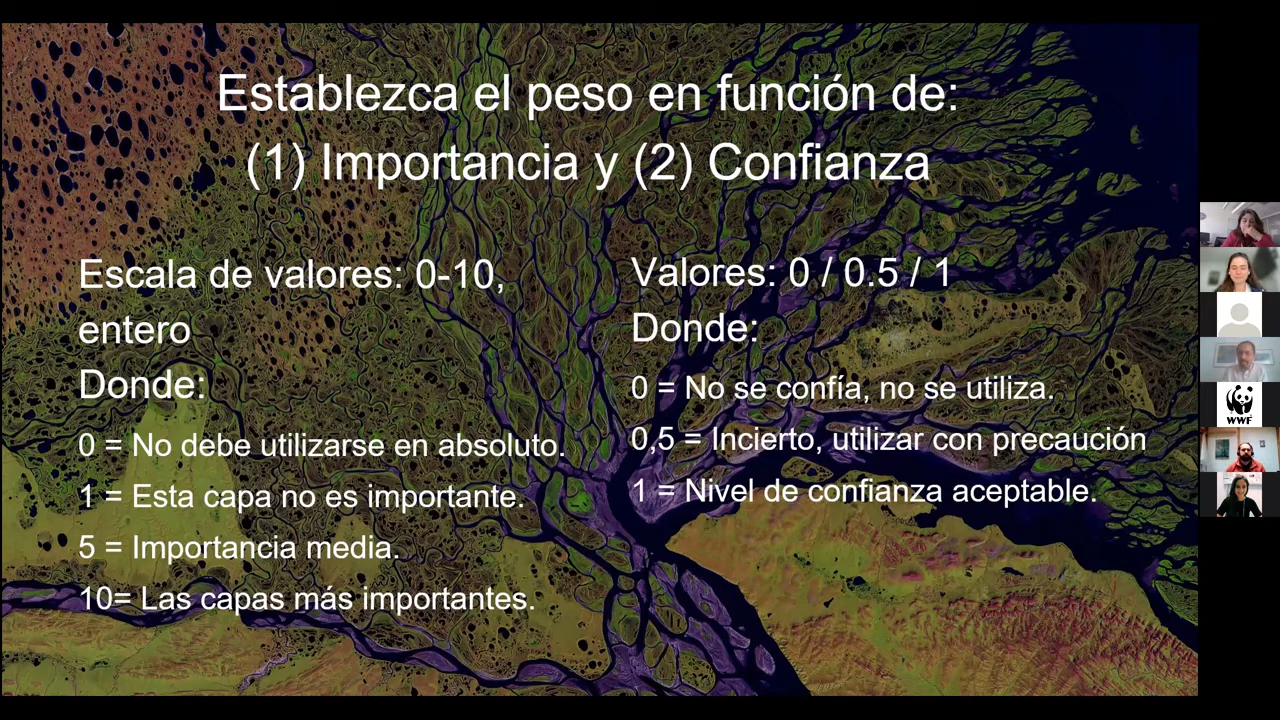 Establezca el peso en función de:
(1) Importancia y (2) Confianza
Escala de valores: 0-10,
entero
Donde:
0 = No debe utilizarse en absoluto.
1 = Esta capa no es importante.
5 = Importancia media.
10= Las capas más importantes.
Valores: 0 / 0.5 / 1
Donde:
0 = No se confía, no se utiliza.
0,5 = Incierto, utilizar con precaución
1 = Nivel de confianza aceptable.
WWF